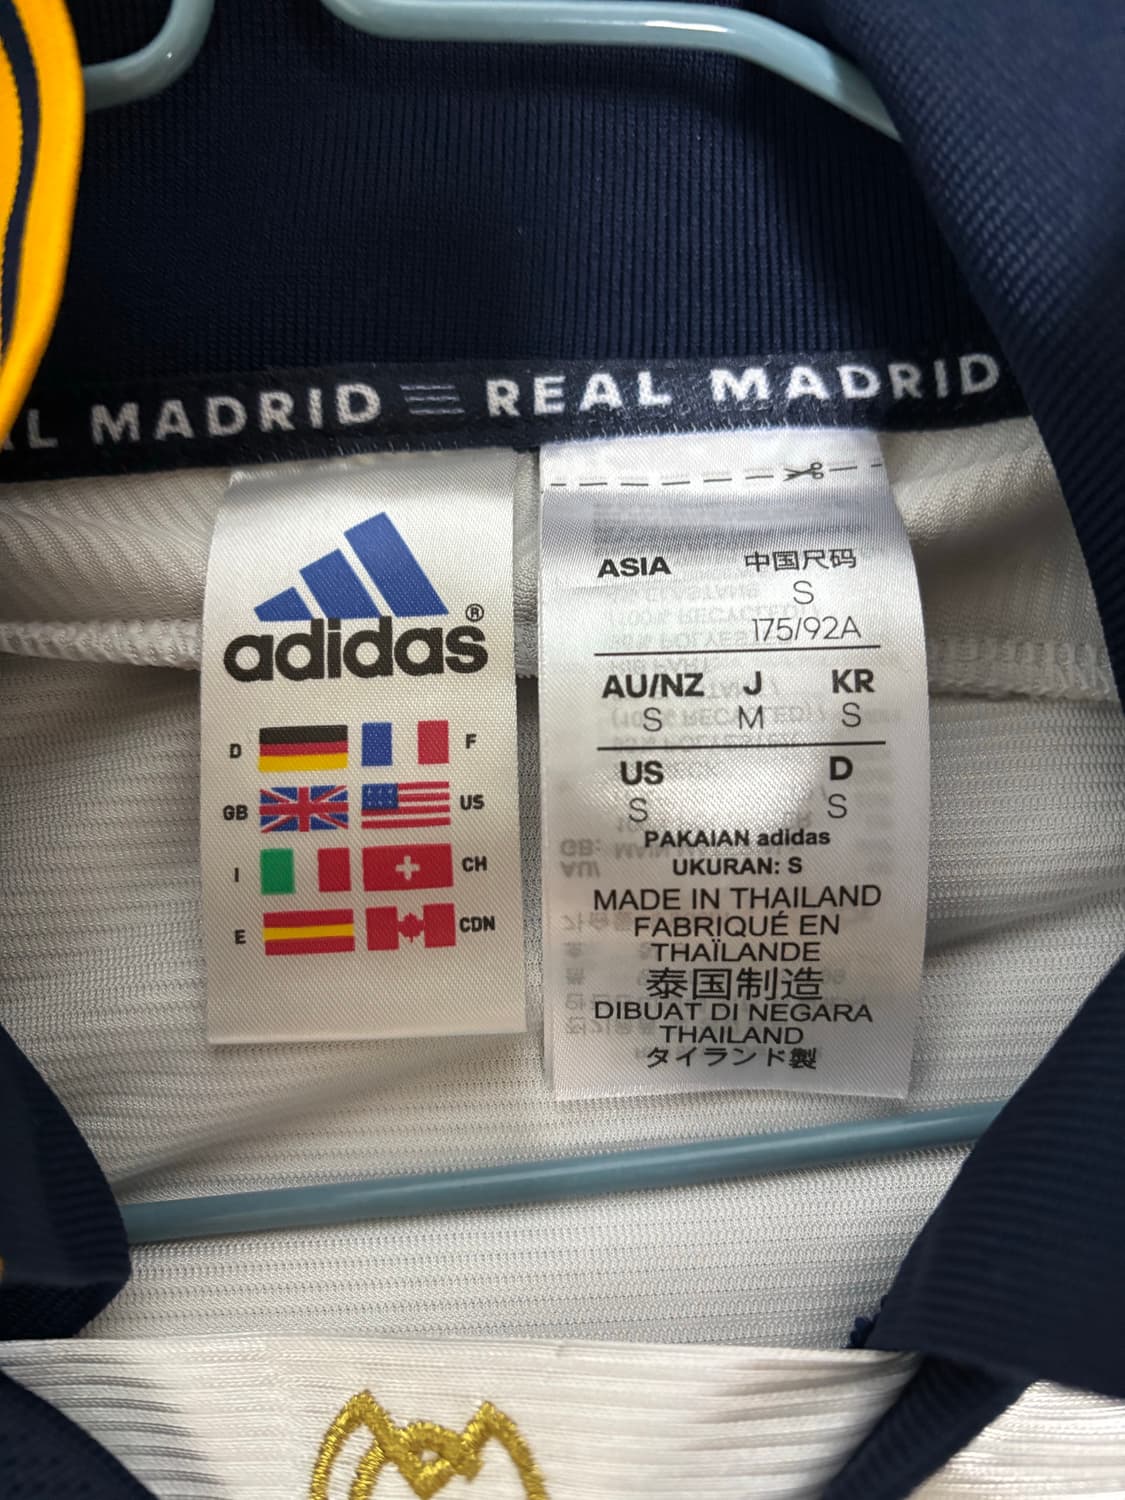 L MADRID REAL MADRID
adidas®
D F
GB US
I CH
E CDN
ASIA 中国尺码
S
175/92A
AU/NZ J KR
S M S
US D
S S
PAKAIAN adidas
UKURAN: S
MADE IN THAILAND
FABRIQUÉ EN
THAÏLANDE
泰国制造
DIBUAT DI NEGARA
THAILAND
タイランド製